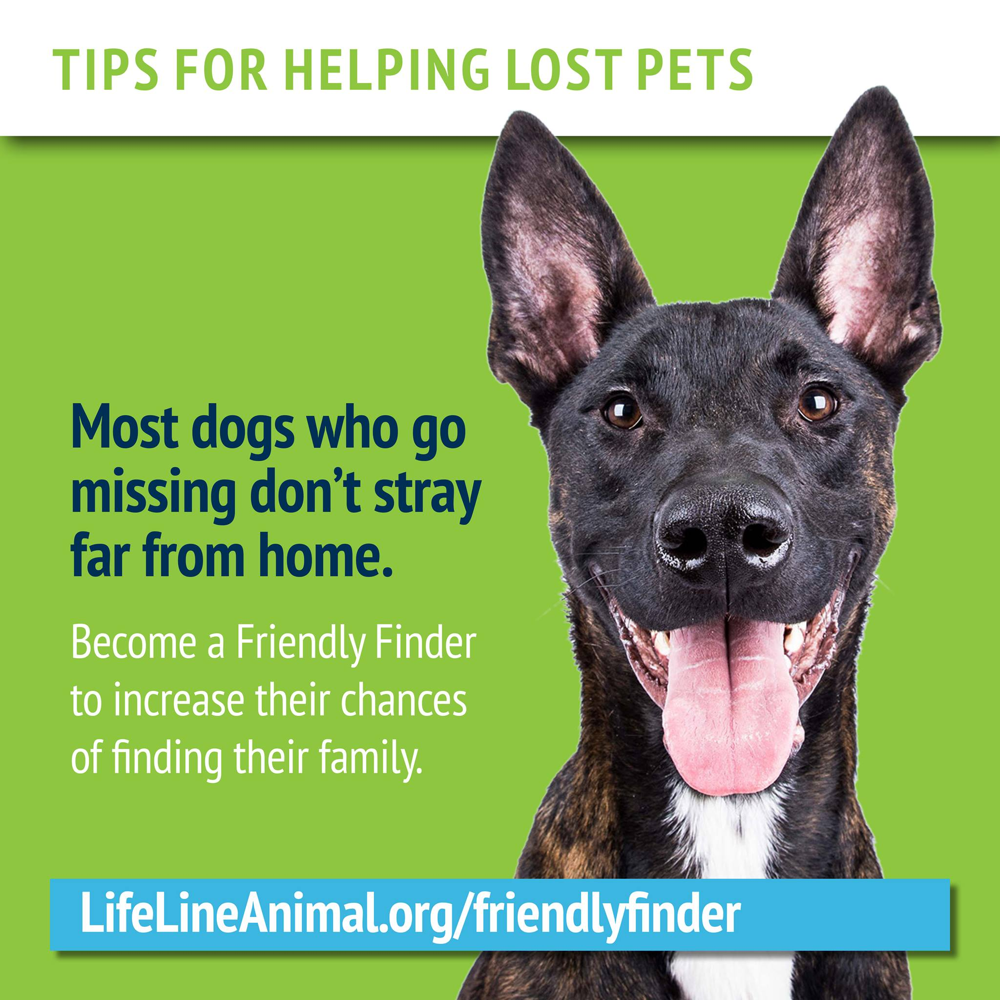 TIPS FOR HELPING LOST PETS
Most dogs who go
missing don’t stray
far from home.
Become a Friendly Finder
to increase their chances
of finding their family.
LifeLineAnimal.org/friendlyfinder